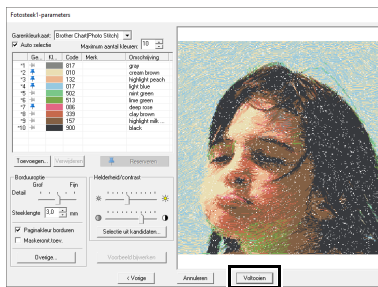 Fotosteek1-parameters
Garenkleurkaart: Brother Chart(Photo Stitch)
Auto selectie Maximum aantal kleuren: 10
Ge... Kl... Code Merk Omschrijving
*1 817 gray
*2 010 cream brown
*3 132 highlight peach
*4 017 light blue
*5 502 mint green
*6 513 lime green
*7 086 deep rose
*8 339 clay brown
*9 157 highlight milk ...
*10 900 black
Toevoegen... Verwijderen Reserveren
Borduuroptie Helderheid/contrast
Grof Fijn
Detail
Steeklengte 3,0 mm
Paginakleur borduren Selectie uit kandidaten...
Maskerornt.toev.
Overige... Voorbeeld bijwerken
< Vorige Annuleren Voltooien